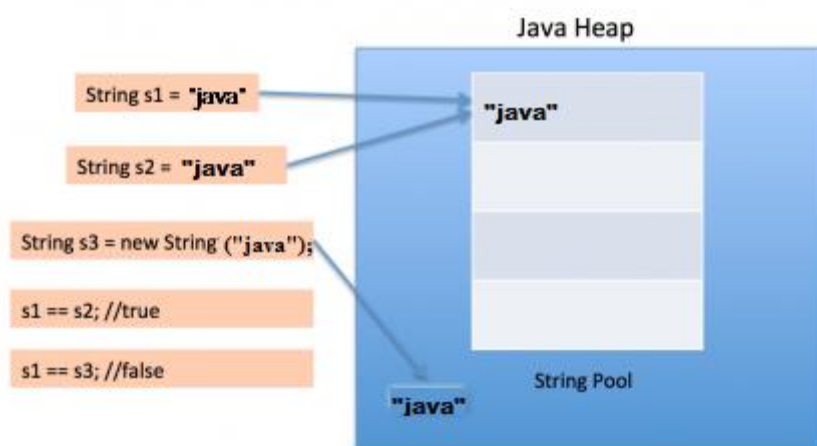 Java Heap
String s1 = "java"
"java"
String s2 = "java"
String s3 = new String ("java");
s1 == s2; //true
s1 == s3; //false
String Pool
"java"